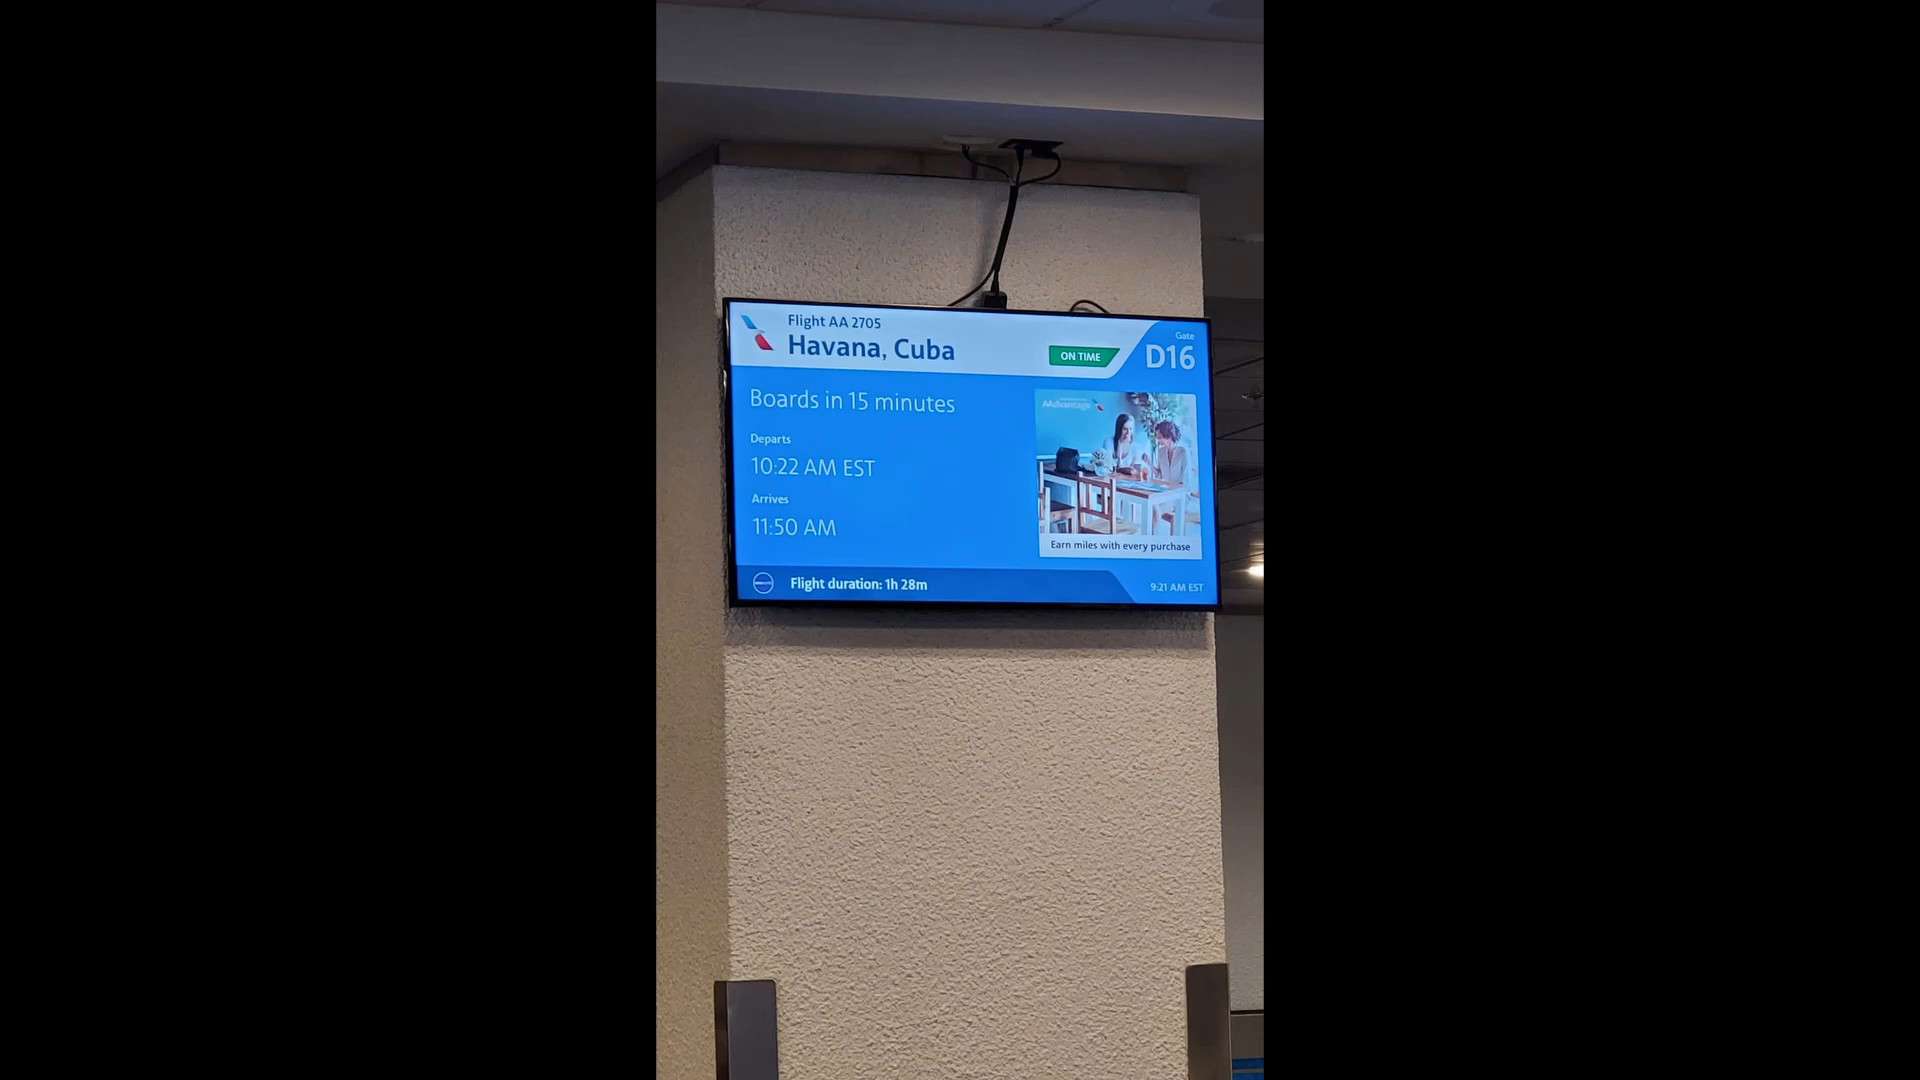 Flight AA 2705
Havana, Cuba
ON TIME
Gate
D16
Boards in 15 minutes
Departs
10:22 AM EST
Arrives
11:50 AM
AAdvantage
Earn miles with every purchase
Flight duration: 1h 28m
9:21 AM EST